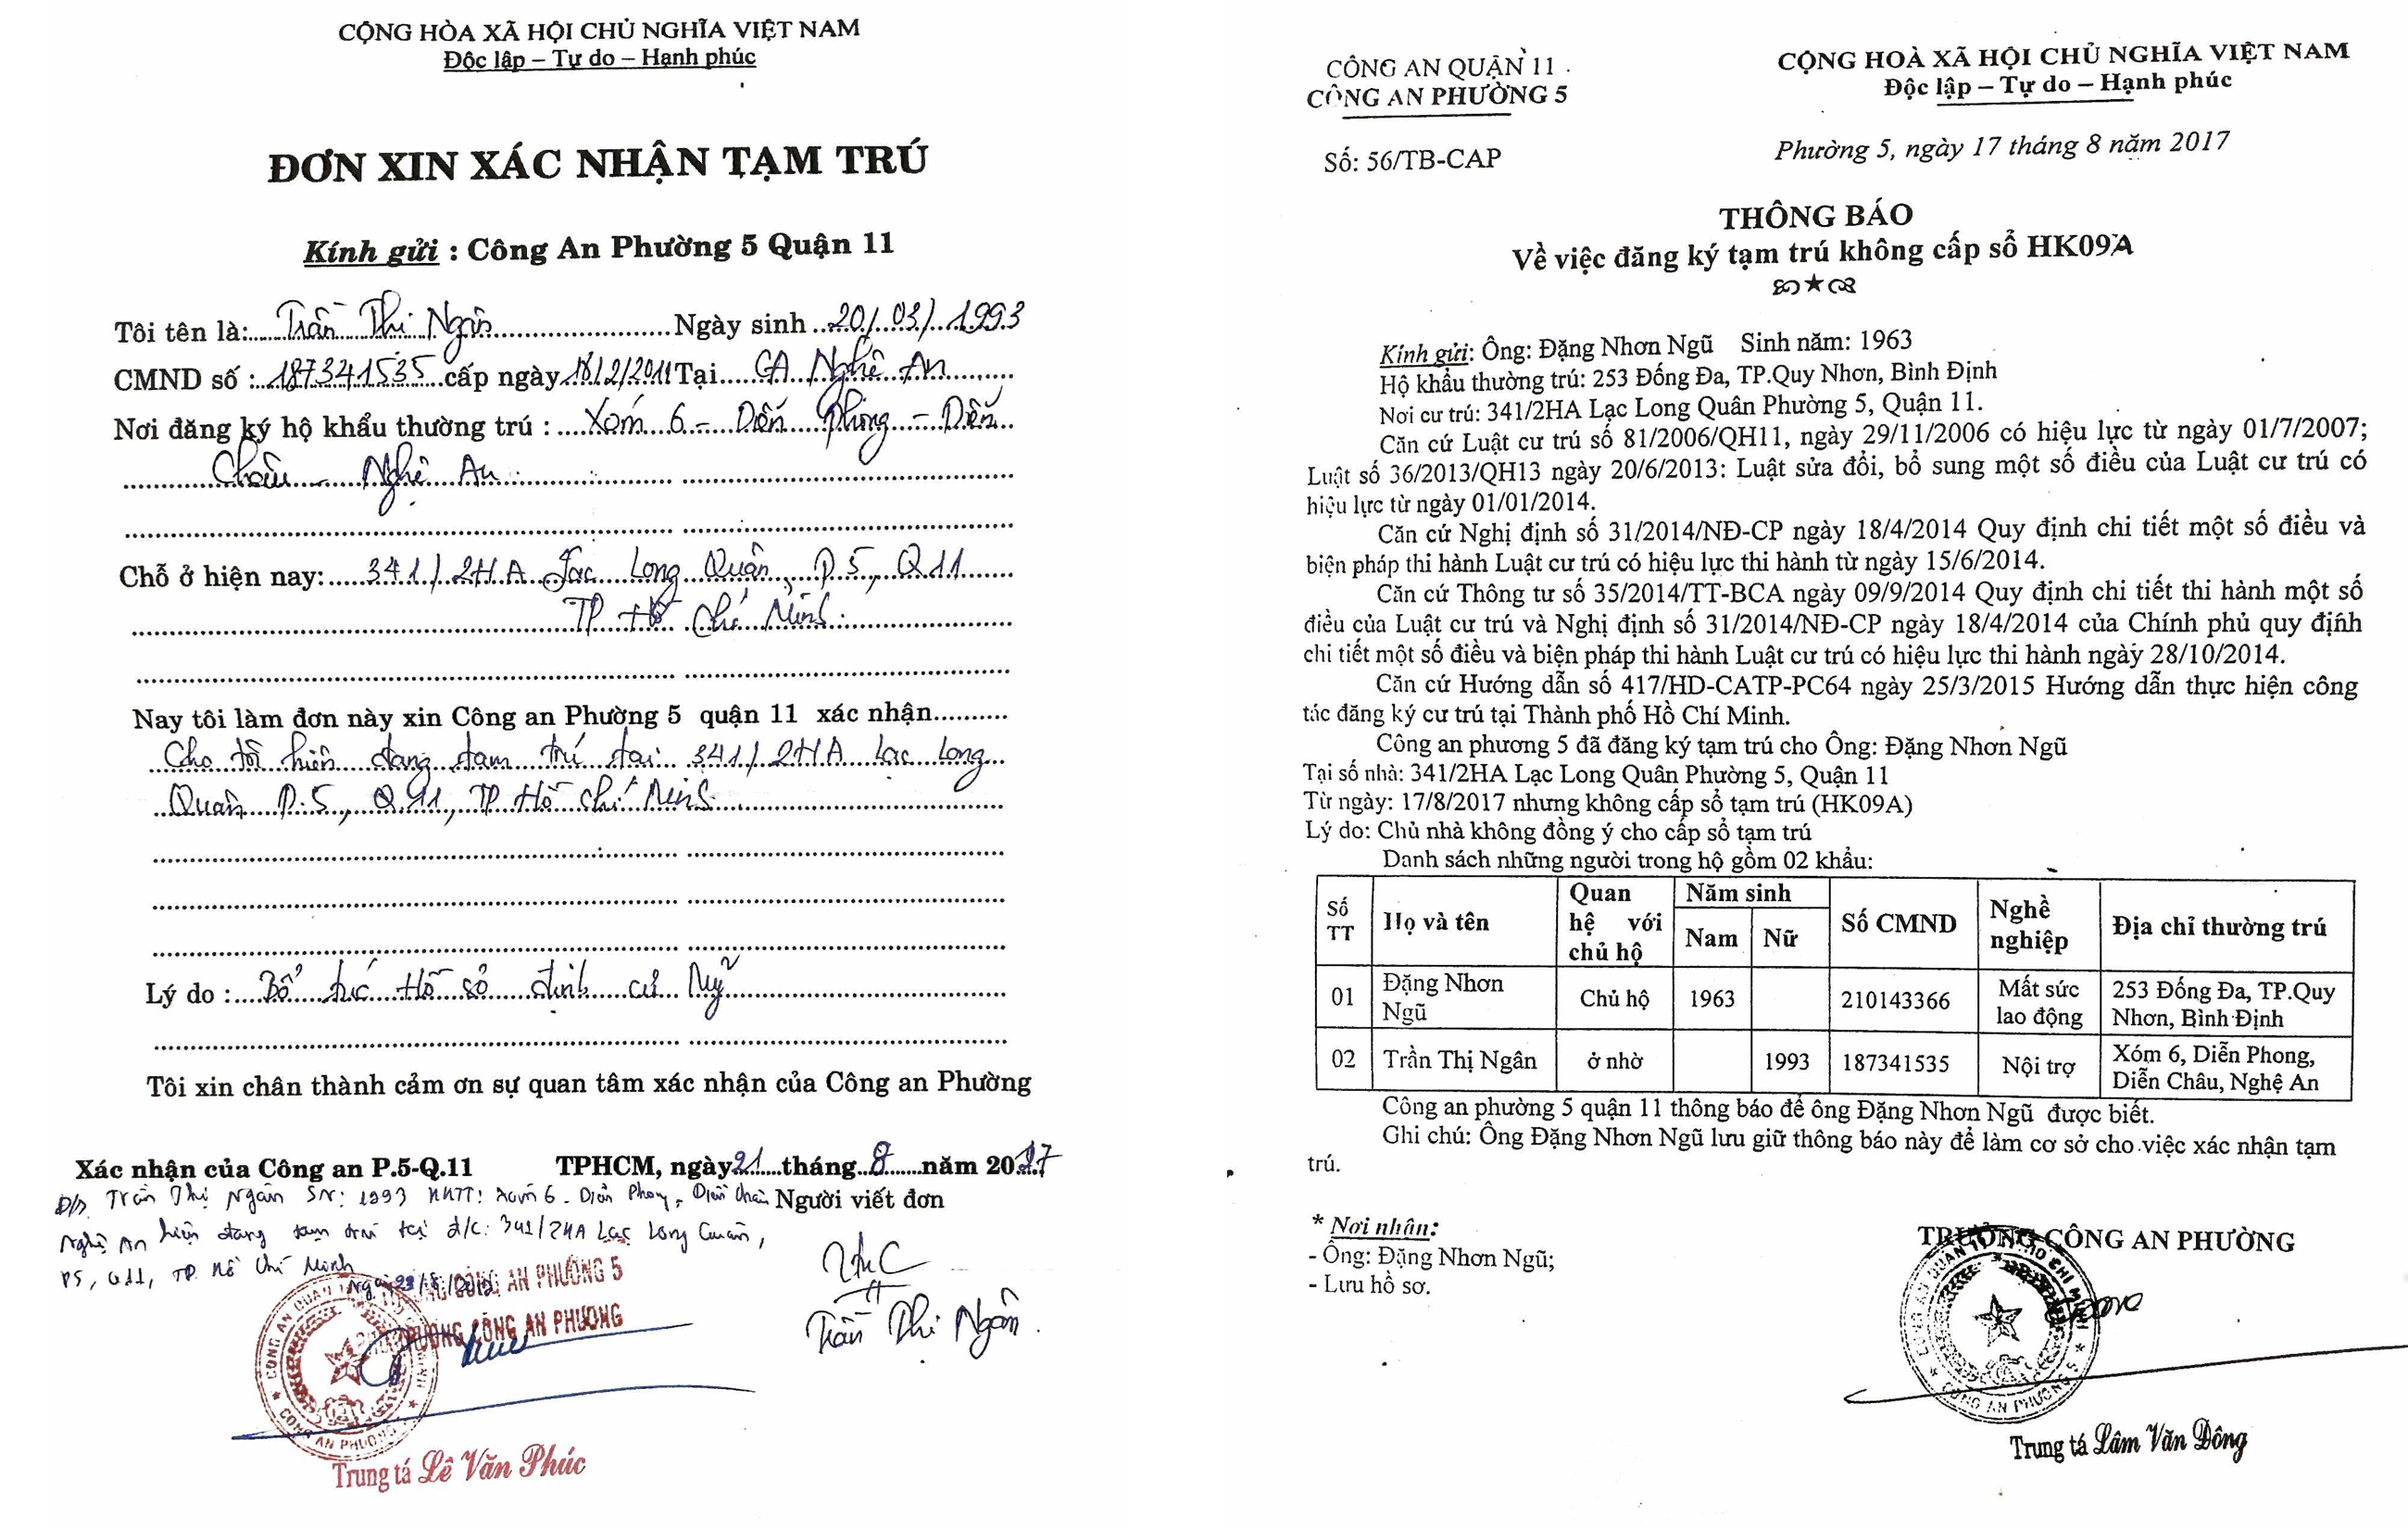 CỘNG HÒA XÃ HỘI CHỦ NGHĨA VIỆT NAM
Độc lập – Tự do – Hạnh phúc
ĐƠN XIN XÁC NHẬN TẠM TRÚ
Kính gửi : Công An Phường 5 Quận 11
Tôi tên là: Trần Thị Ngân Ngày sinh 20/03/1993
CMND số : 187341535 cấp ngày 18/2/2011 Tại CA Nghệ An
Nơi đăng ký hộ khẩu thường trú : Xóm 6 - Diễn Phong - Diễn
Châu - Nghệ An
Chỗ ở hiện nay: 341/2HA Lạc Long Quân, P.5, Q11
TP Hồ Chí Minh.
Nay tôi làm đơn này xin Công an Phường 5 quận 11 xác nhận
Cho tôi hiện đang tạm trú tại 341/2HA Lạc Long
Quân P.5, Q.11, TP Hồ Chí Minh.
Lý do : Bổ túc Hồ sơ định cư Mỹ
Tôi xin chân thành cảm ơn sự quan tâm xác nhận của Công an Phường
Xác nhận của Công an P.5-Q.11 TPHCM, ngày 21 tháng 8 năm 2017
Đ/s Trần Thị Ngân SN: 1993 HKTT: Xóm 6 - Diễn Phong, Diễn Châu Người viết đơn
Nghệ An hiện đang tạm trú tại đ/c: 341/2HA Lạc Long Quân,
P5, Q11, TP. Hồ Chí Minh
CÔNG AN PHƯỜNG 5
TRƯỞNG CÔNG AN PHƯỜNG
Trần Thị Ngân
Trung tá Lê Văn Phúc
CÔNG AN QUẬN 11
CÔNG AN PHƯỜNG 5
Số: 56/TB-CAP
CỘNG HOÀ XÃ HỘI CHỦ NGHĨA VIỆT NAM
Độc lập – Tự do – Hạnh phúc
Phường 5, ngày 17 tháng 8 năm 2017
THÔNG BÁO
Về việc đăng ký tạm trú không cấp sổ HK09A
Kính gửi: Ông: Đặng Nhơn Ngũ Sinh năm: 1963
Hộ khẩu thường trú: 253 Đống Đa, TP.Quy Nhơn, Bình Định
Nơi cư trú: 341/2HA Lạc Long Quân Phường 5, Quận 11.
Căn cứ Luật cư trú số 81/2006/QH11, ngày 29/11/2006 có hiệu lực từ ngày 01/7/2007;
Luật số 36/2013/QH13 ngày 20/6/2013: Luật sửa đổi, bổ sung một số điều của Luật cư trú có
hiệu lực từ ngày 01/01/2014.
Căn cứ Nghị định số 31/2014/NĐ-CP ngày 18/4/2014 Quy định chi tiết một số điều và
biện pháp thi hành Luật cư trú có hiệu lực thi hành từ ngày 15/6/2014.
Căn cứ Thông tư số 35/2014/TT-BCA ngày 09/9/2014 Quy định chi tiết thi hành một số
điều của Luật cư trú và Nghị định số 31/2014/NĐ-CP ngày 18/4/2014 của Chính phủ quy định
chi tiết một số điều và biện pháp thi hành Luật cư trú có hiệu lực thi hành ngày 28/10/2014.
Căn cứ Hướng dẫn số 417/HD-CATP-PC64 ngày 25/3/2015 Hướng dẫn thực hiện công
tác đăng ký cư trú tại Thành phố Hồ Chí Minh.
Công an phương 5 đã đăng ký tạm trú cho Ông: Đặng Nhơn Ngũ
Tại số nhà: 341/2HA Lạc Long Quân Phường 5, Quận 11
Từ ngày: 17/8/2017 nhưng không cấp sổ tạm trú (HK09A)
Lý do: Chủ nhà không đồng ý cho cấp sổ tạm trú
Danh sách những người trong hộ gồm 02 khẩu:
Số TT Họ và tên Quan hệ với chủ hộ Năm sinh Nam Nữ Số CMND Nghề nghiệp Địa chỉ thường trú
01 Đặng Nhơn Ngũ Chủ hộ 1963 210143366 Mất sức lao động 253 Đống Đa, TP.Quy Nhơn, Bình Định
02 Trần Thị Ngân ở nhờ 1993 187341535 Nội trợ Xóm 6, Diễn Phong, Diễn Châu, Nghệ An
Công an phường 5 quận 11 thông báo để ông Đặng Nhơn Ngũ được biết.
Ghi chú: Ông Đặng Nhơn Ngũ lưu giữ thông báo này để làm cơ sở cho việc xác nhận tạm
trú.
* Nơi nhận:
- Ông: Đặng Nhơn Ngũ;
- Lưu hồ sơ.
TRƯỞNG CÔNG AN PHƯỜNG
CÔNG AN PHƯỜNG 5
Trung tá Lâm Văn Đông